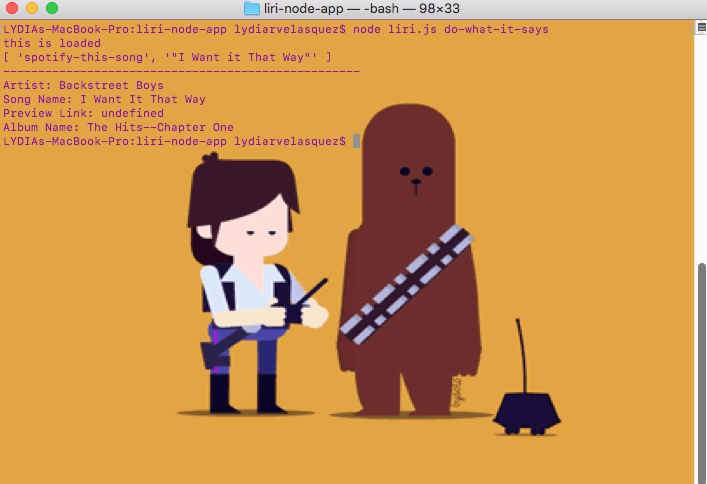 liri-node-app — -bash — 98×33
LYDIAs-MacBook-Pro:liri-node-app lydiarvelasquez$ node liri.js do-what-it-says
this is loaded
[ 'spotify-this-song', '"I Want it That Way"' ]
--------------------------------------------------
Artist: Backstreet Boys
Song Name: I Want It That Way
Preview Link: undefined
Album Name: The Hits--Chapter One
LYDIAs-MacBook-Pro:liri-node-app lydiarvelasquez$